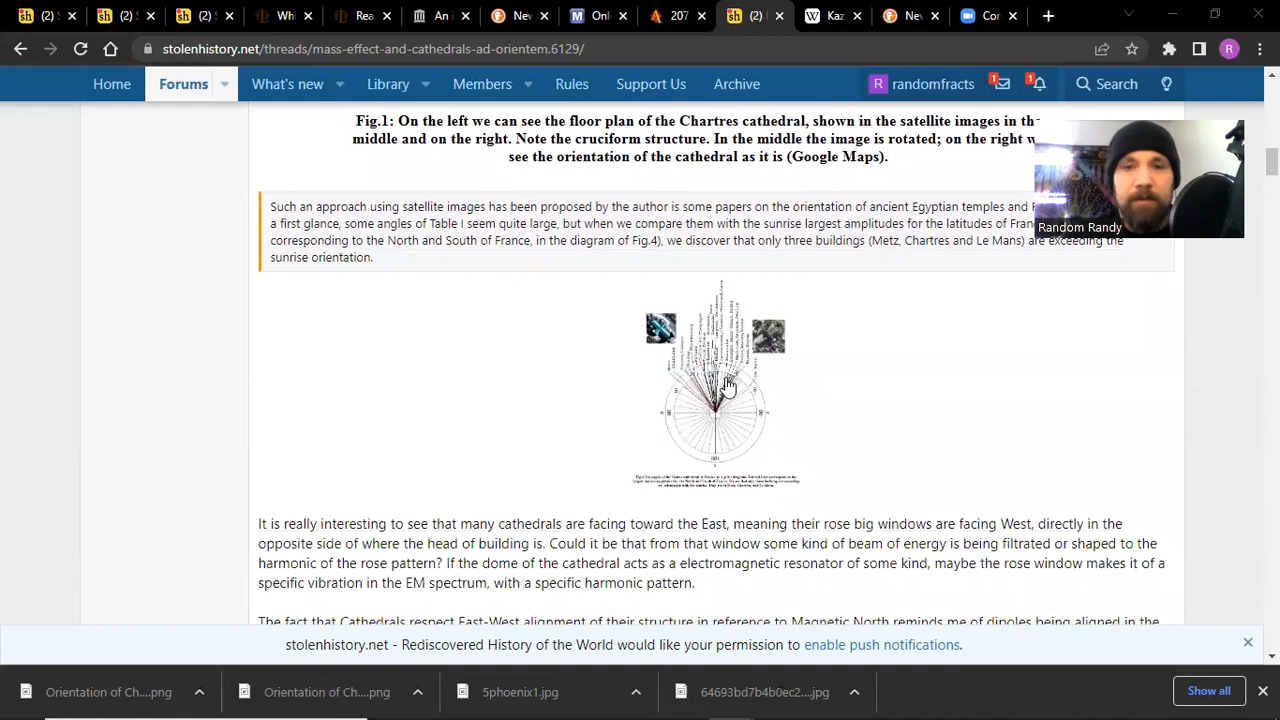 (2) S
(2) S
(2) S
Whi
Rea
An i
New
Onli
207
(2)
Kaz
New
Con
stolenhistory.net/threads/mass-effect-and-cathedrals-ad-orientem.6129/
R
Home
Forums
What's new
Library
Members
Rules
Support Us
Archive
R randomfracts
1
1
Search
Fig.1: On the left we can see the floor plan of the Chartres cathedral, shown in the satellite images in th
middle and on the right. Note the cruciform structure. In the middle the image is rotated; on the right w
see the orientation of the cathedral as it is (Google Maps).
Such an approach using satellite images has been proposed by the author is some papers on the orientation of ancient Egyptian temples and
a first glance, some angles of Table I seem quite large, but when we compare them with the sunrise largest amplitudes for the latitudes of Fran
corresponding to the North and South of France, in the diagram of Fig.4), we discover that only three buildings (Metz, Chartres and Le Mans) are exceeding the
sunrise orientation.
Random Randy
It is really interesting to see that many cathedrals are facing toward the East, meaning their rose big windows are facing West, directly in the
opposite side of where the head of building is. Could it be that from that window some kind of beam of energy is being filtrated or shaped to the
harmonic of the rose pattern? If the dome of the cathedral acts as a electromagnetic resonator of some kind, maybe the rose window makes it of a
specific vibration in the EM spectrum, with a specific harmonic pattern.
The fact that Cathedrals respect East-West alignment of their structure in reference to Magnetic North reminds me of dipoles being aligned in the
stolenhistory.net - Rediscovered History of the World would like your permission to enable push notifications.
Orientation of Ch....png
Orientation of Ch....png
5phoenix1.jpg
64693bd7b4b0ec2....jpg
Show all